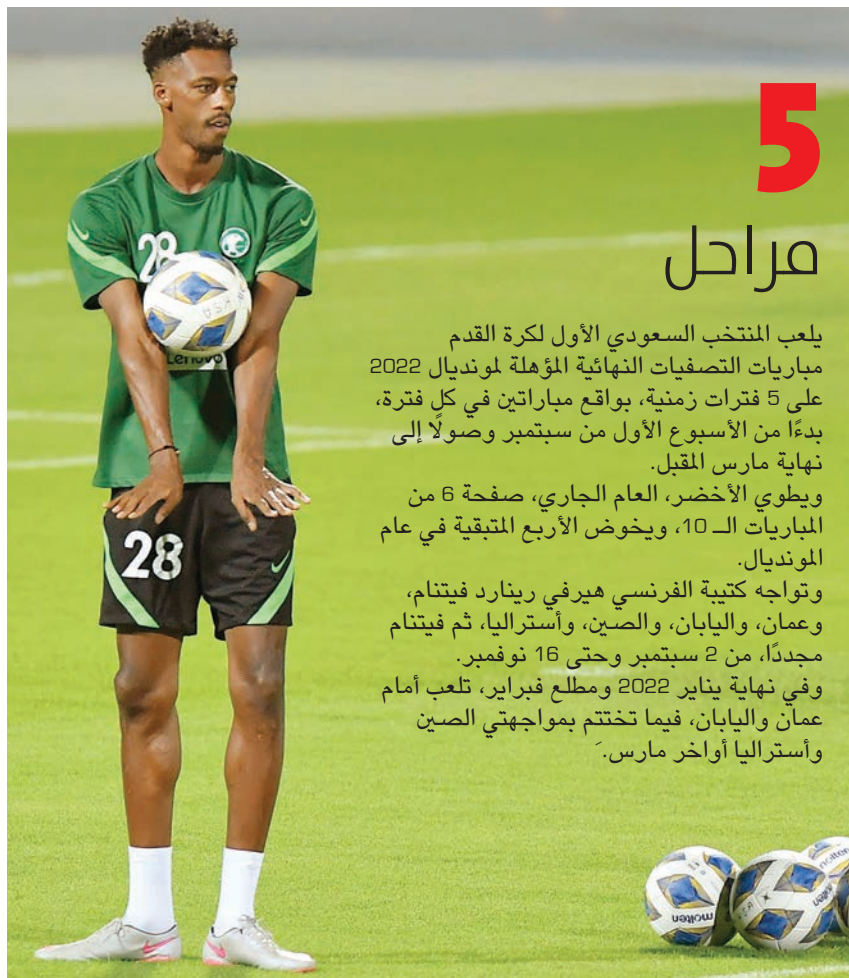 5
مراحل
يلعب المنتخب السعودي الأول لكرة القدم
مباريات التصفيات النهائية المؤهلة لمونديال 2022
على 5 فترات زمنية، بواقع مباراتين في كل فترة،
بدءًا من الأسبوع الأول من سبتمبر وصولًا إلى
نهاية مارس المقبل.
ويطوي الأخضر، العام الجاري، صفحة 6 من
المباريات الــ 10، ويخوض الأربع المتبقية في عام
المونديال.
وتواجه كتيبة الفرنسي هيرفي رينارد فيتنام،
وعمان، واليابان، والصين، وأستراليا، ثم فيتنام
مجددًا، من 2 سبتمبر وحتى 16 نوفمبر.
وفي نهاية يناير 2022 ومطلع فبراير، تلعب أمام
عمان واليابان، فيما تختتم بمواجهتي الصين
وأستراليا أواخر مارس.َ
28
KSA
Lenovo
28
molten
molten
molten